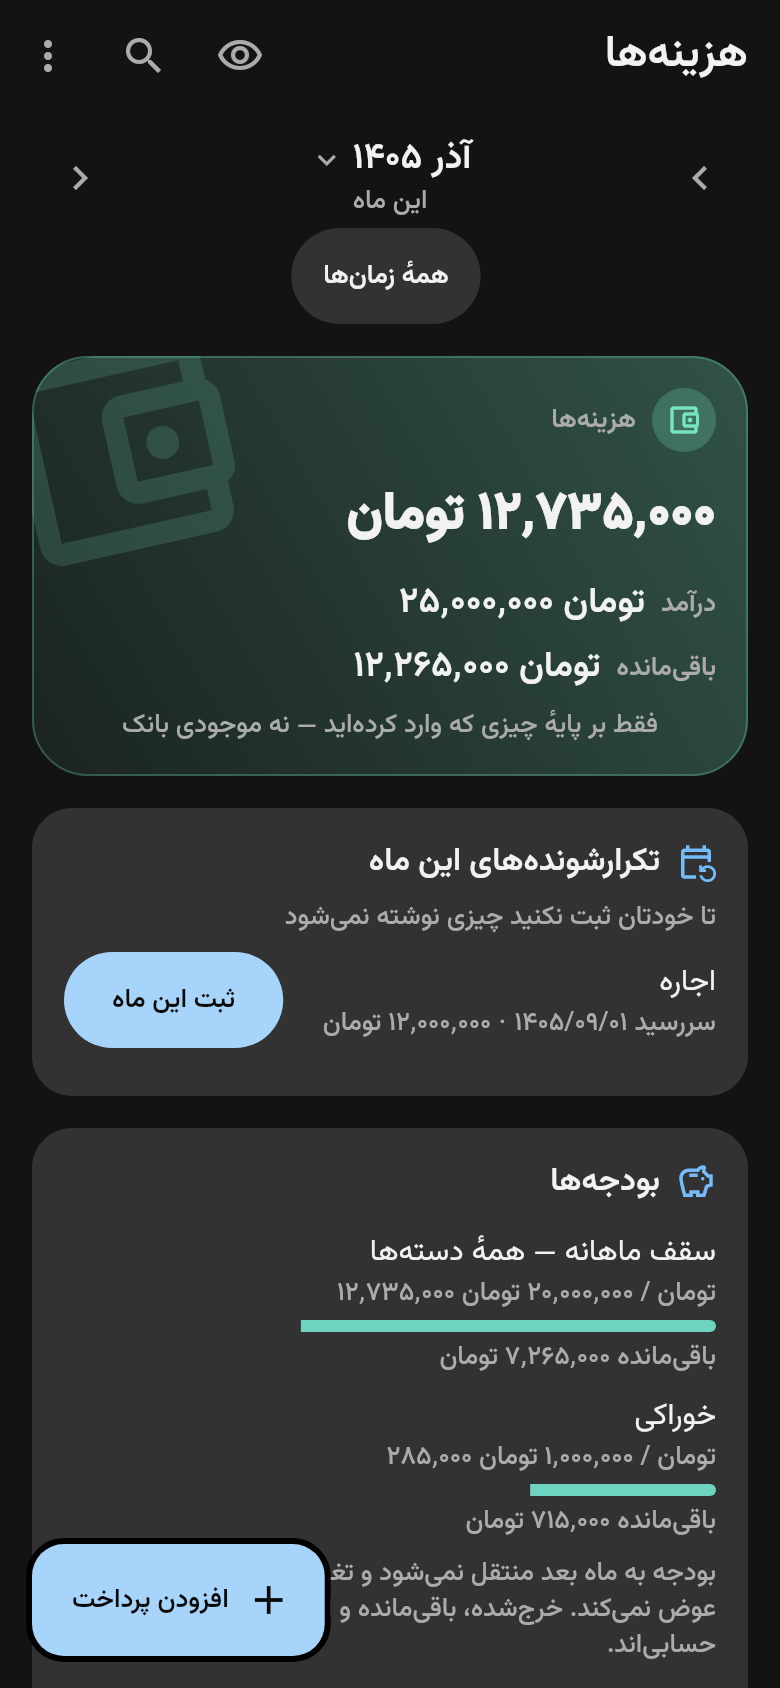 هزینه‌ها
آذر ۱۴۰۵
این ماه
همهٔ زمان‌ها
هزینه‌ها
۱۲,۷۳۵,۰۰۰ تومان
درآمد تومان ۲۵,۰۰۰,۰۰۰
باقی‌مانده تومان ۱۲,۲۶۵,۰۰۰
فقط بر پایهٔ چیزی که وارد کرده‌اید — نه موجودی بانک
تکرارشونده‌های این ماه
تا خودتان ثبت نکنید چیزی نوشته نمی‌شود
اجاره
سررسید ۱۴۰۵/۰۹/۰۱ · ۱۲,۰۰۰,۰۰۰ تومان
ثبت این ماه
بودجه‌ها
سقف ماهانه — همهٔ دسته‌ها
تومان / ۲۰,۰۰۰,۰۰۰ تومان ۱۲,۷۳۵,۰۰۰
باقی‌مانده ۷,۲۶۵,۰۰۰ تومان
خوراکی
تومان / ۱,۰۰۰,۰۰۰ تومان ۲۸۵,۰۰۰
باقی‌مانده ۷۱۵,۰۰۰ تومان
بودجه به ماه بعد منتقل نمی‌شود و
عوض نمی‌کند. خرج‌شده، باقی‌مانده و
حسابی‌اند.
افزودن پرداخت